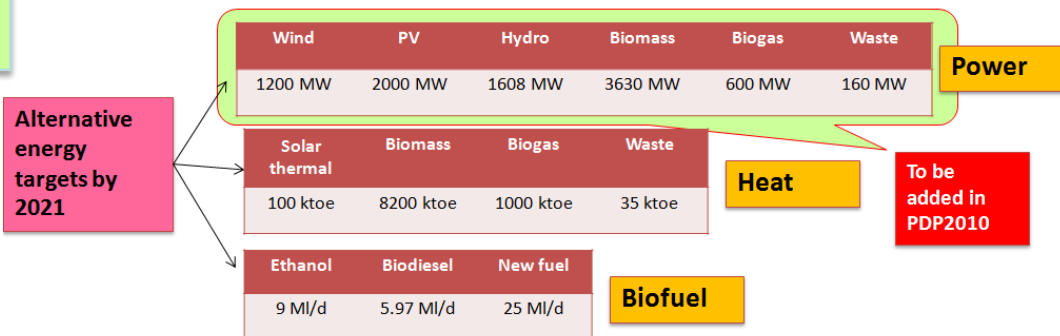 Wind PV Hydro Biomass Biogas Waste
1200 MW 2000 MW 1608 MW 3630 MW 600 MW 160 MW
Power
Alternative
energy
targets by
2021
Solar
thermal
Biomass Biogas Waste
100 ktoe 8200 ktoe 1000 ktoe 35 ktoe
Heat
To be
added in
PDP2010
Ethanol Biodiesel New fuel
9 Ml/d 5.97 Ml/d 25 Ml/d
Biofuel